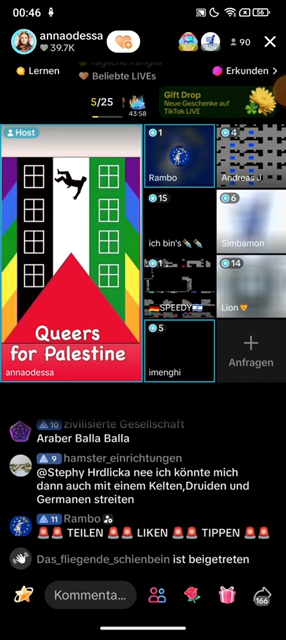 00:46
56
annaodessa
39.7K
90
Tägliche RangliS
Lernen
Beliebte LIVEs
Erkunden >
5/25
43:58
Gift Drop
Neue Geschenke auf
TikTok LIVE
Host
1
Rambo
4
Andreas J
15
ich bin's
6
Simbamon
1
SPEEDY
14
Lion
5
imenghi
Anfragen
Queers
for Palestine
annaodessa
10 zivilisierte Gesellschaft
Araber Balla Balla
9 hamster_einrichtungen
@Stephy Hrdlicka nee ich könnte mich
dann auch mit einem Kelten,Druiden und
Germanen streiten
11 Rambo
🚨🚨 TEILEN 🚨🚨 LIKEN 🚨🚨 TIPPEN 🚨🚨
Das_fliegende_schienbein ist beigetreten
Kommenta...
166